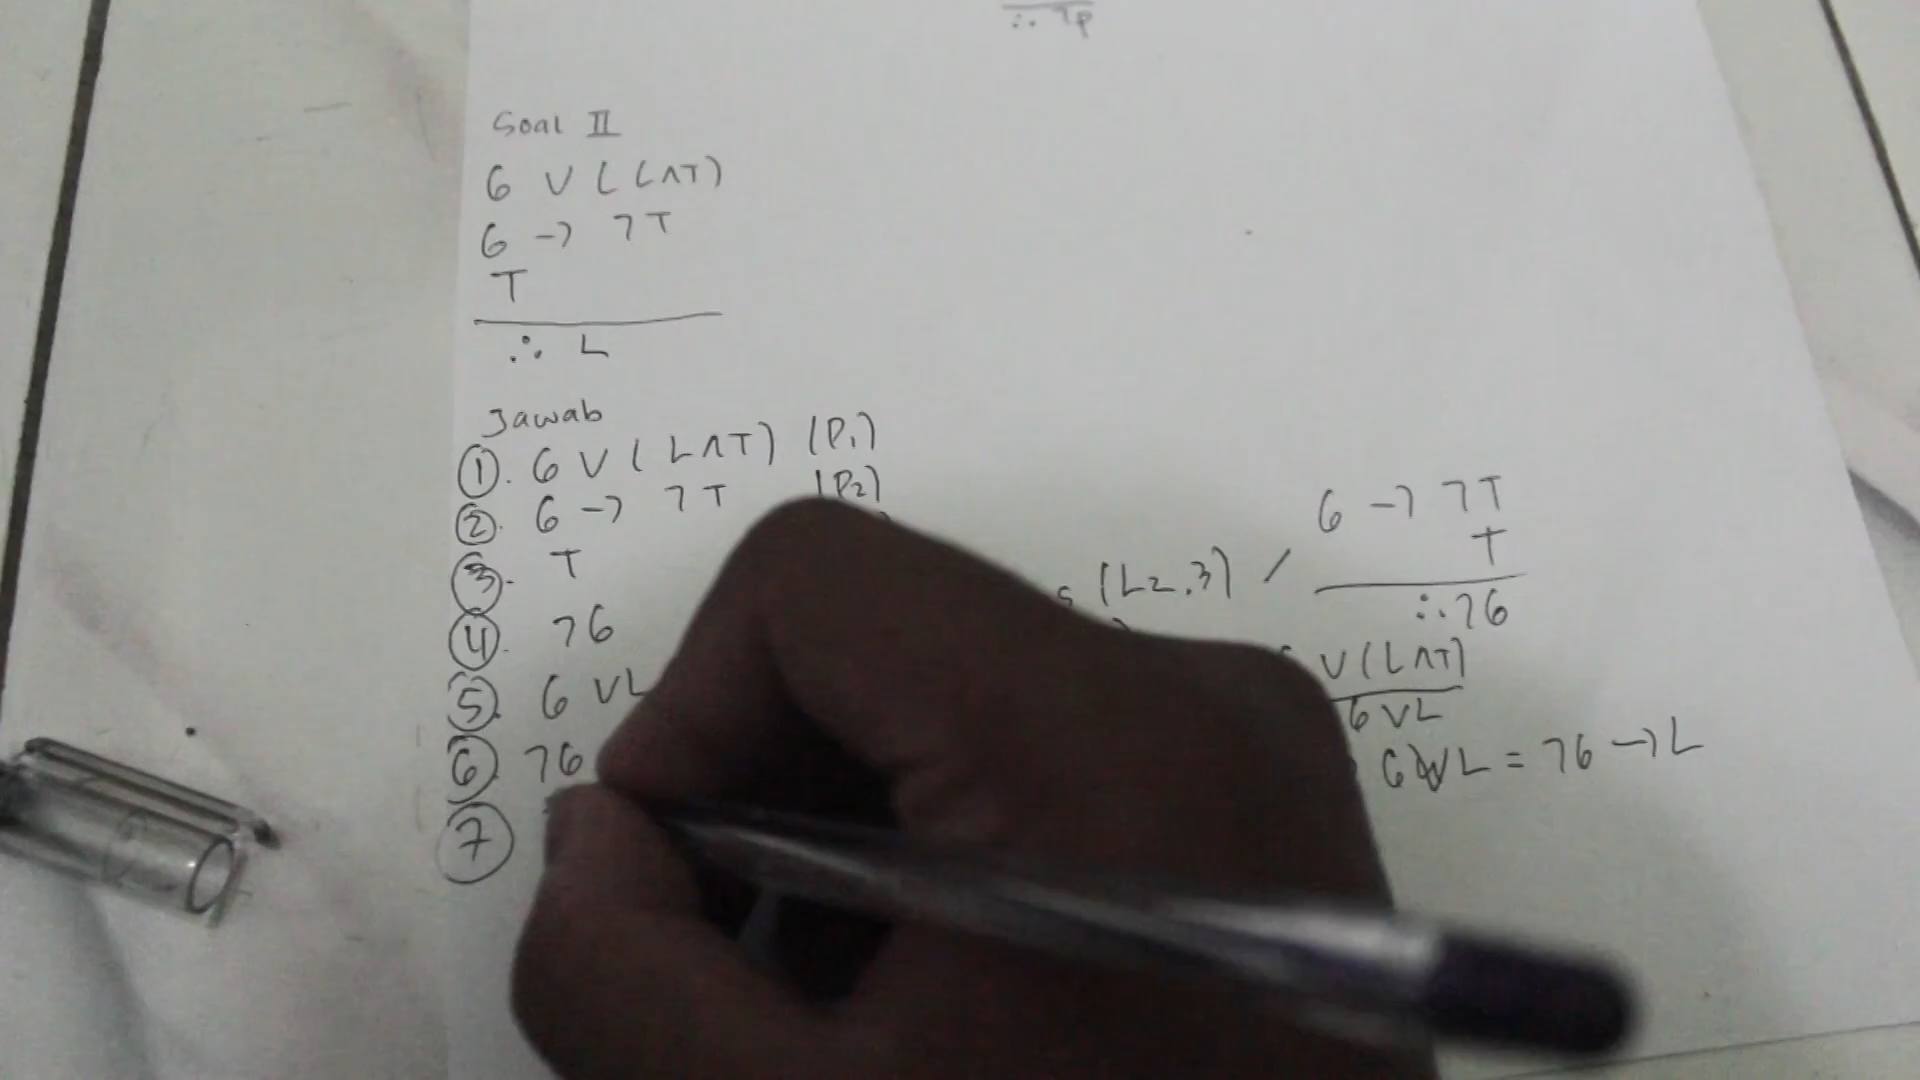 ∴ ¬p
Soal II
G V (L∧T)
G → ¬T
T
∴ L
Jawab
①. G V (L∧T) (P1)
②. G → ¬T (P2)
③. T
④. ¬G
⑤. G V L
⑥. ¬G
⑦
s (L2,3) /
G → ¬T
T
∴ ¬G
V (L∧T)
G V L
G V L = ¬G → L